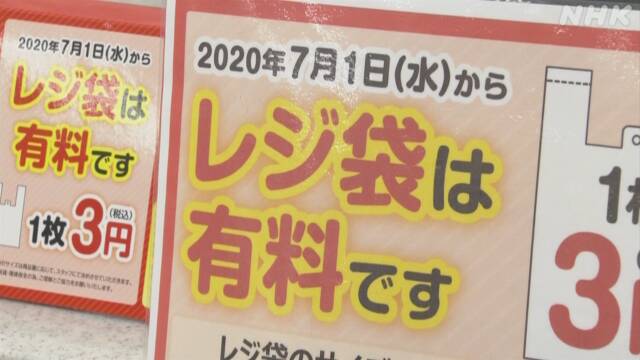 NHK
2020年7月1日(水)から
レジ袋は
有料です
1枚3円
(税込)
2020年7月1日(水)から
レジ袋は
有料です
1枚
3
レジ袋のサイズ